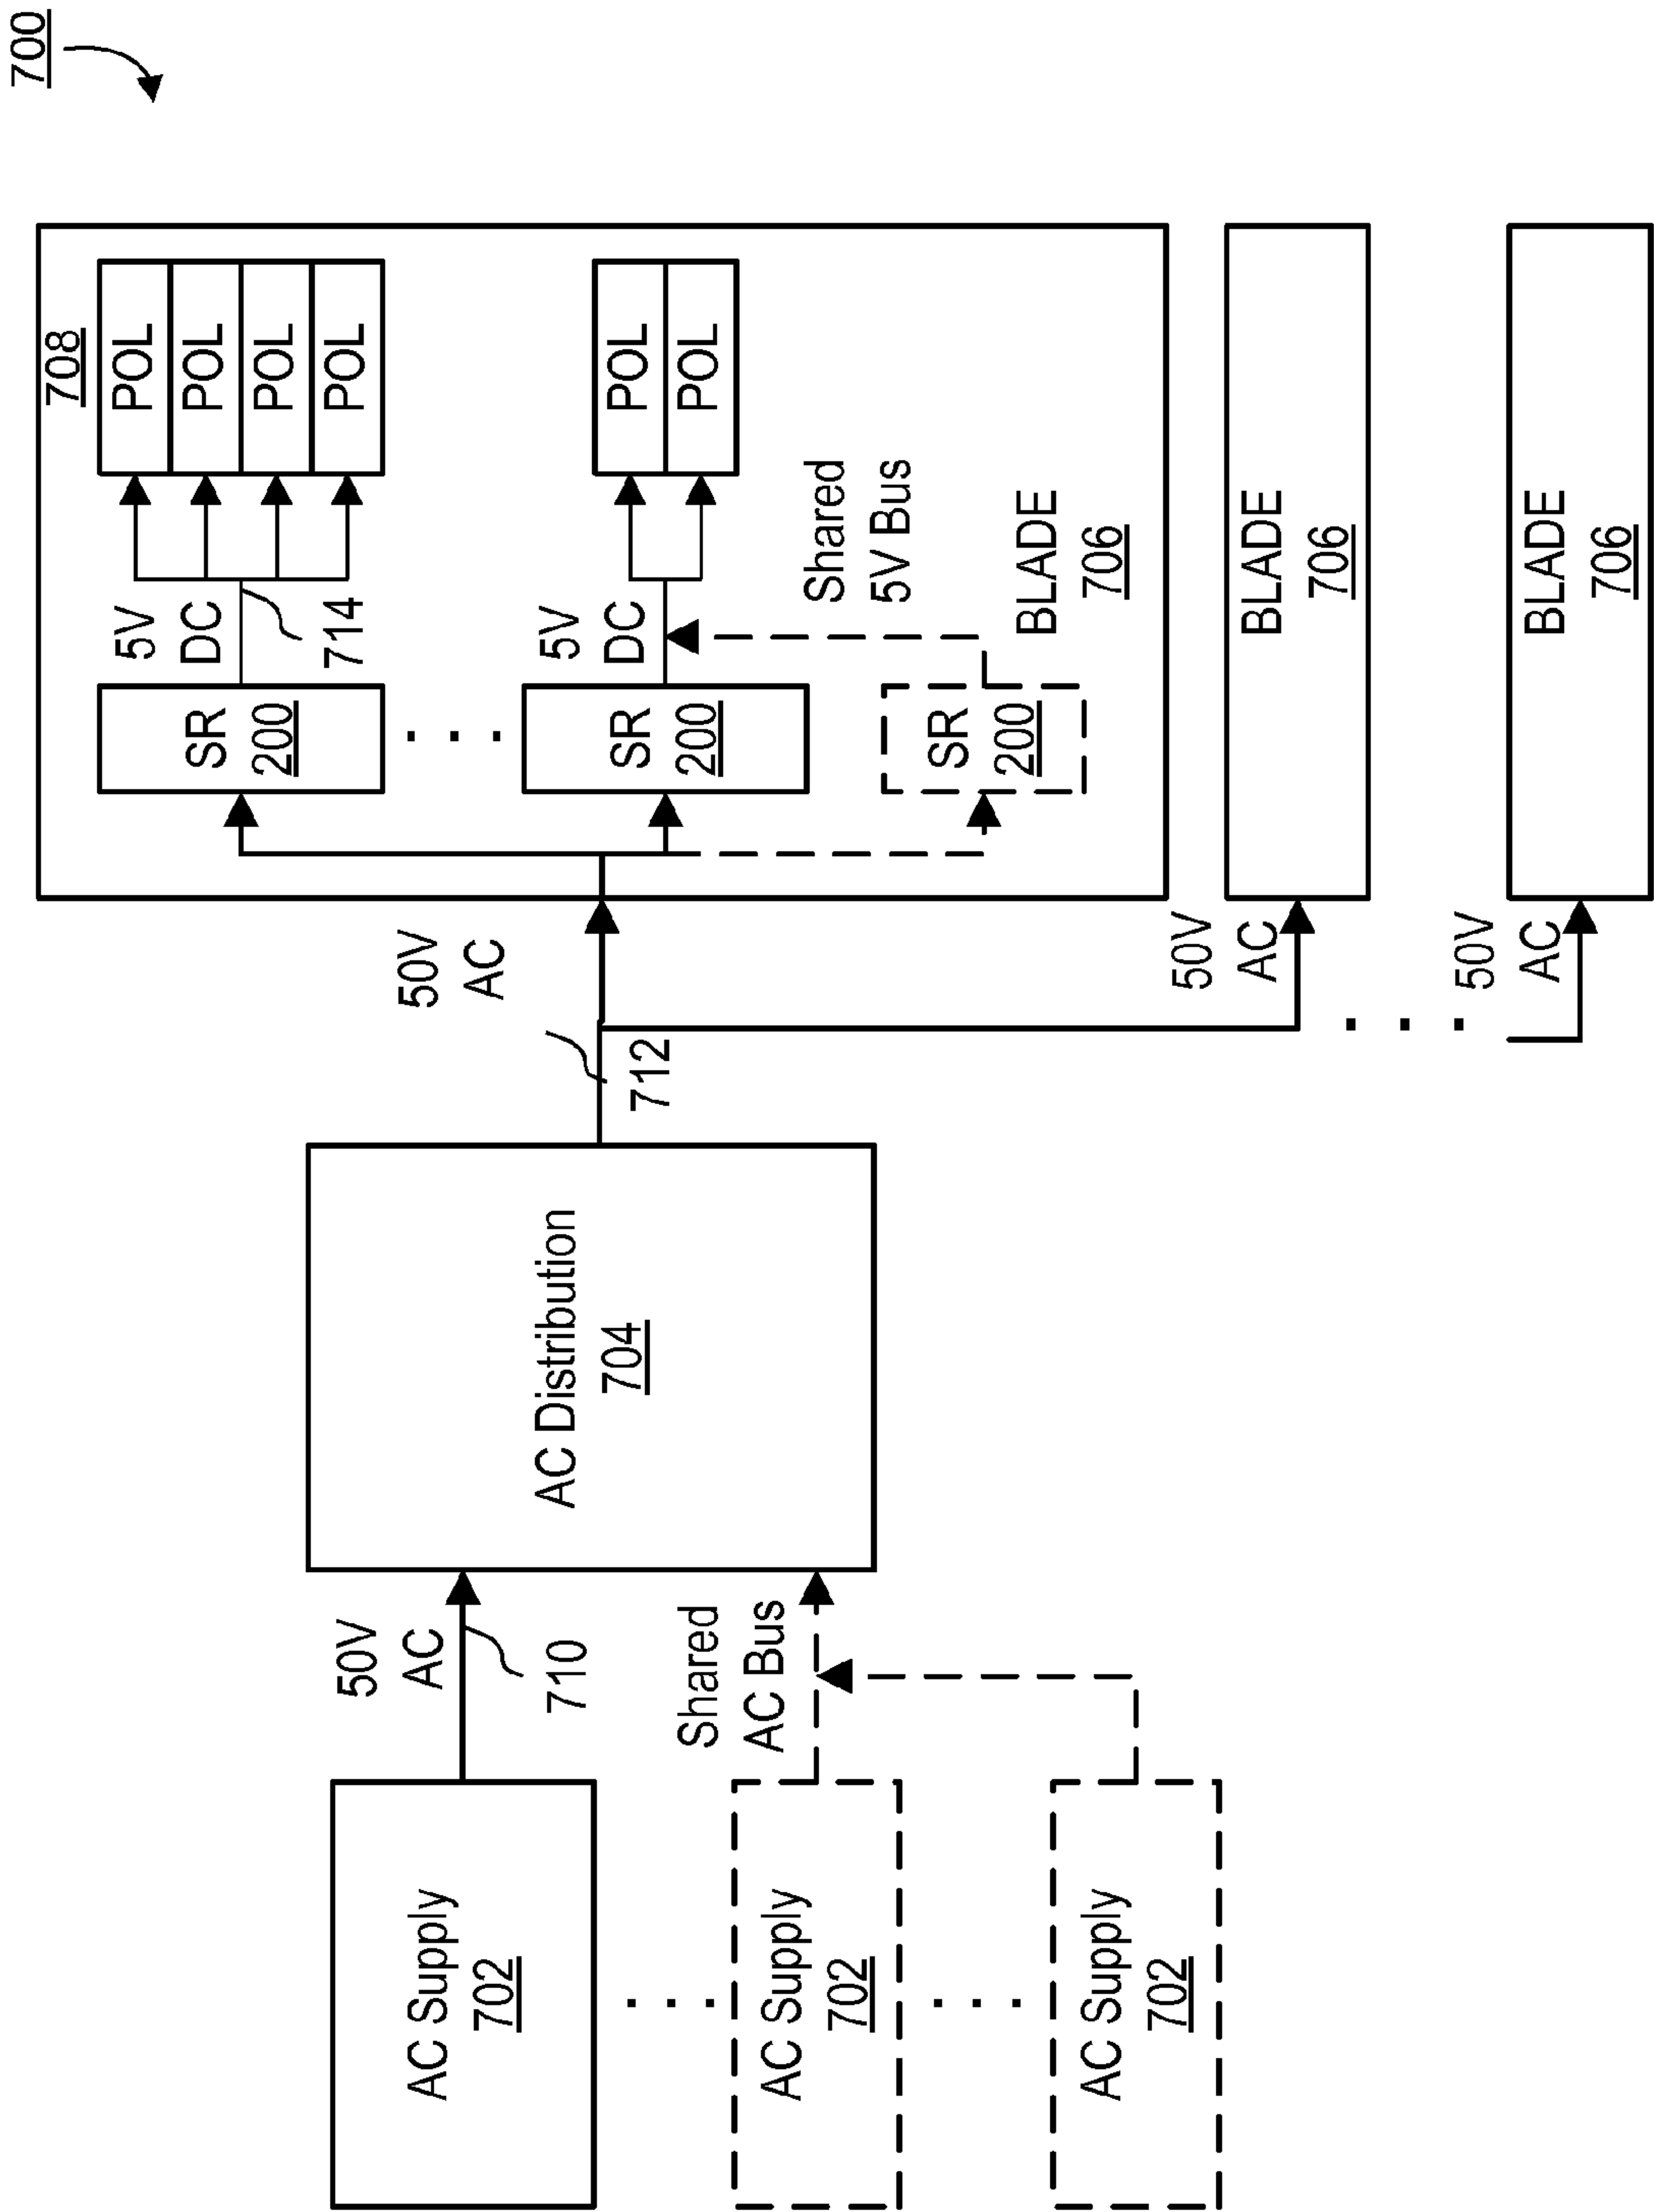 700
AC Supply
702
AC Supply
702
AC Supply
702
50V
AC
710
Shared
AC Bus
AC Distribution
704
712
50V
AC
50V
AC
50V
AC
SR
200
SR
200
SR
200
5V
DC
714
5V
DC
Shared
5V Bus
708
POL
POL
POL
POL
POL
POL
BLADE
706
BLADE
706
BLADE
706